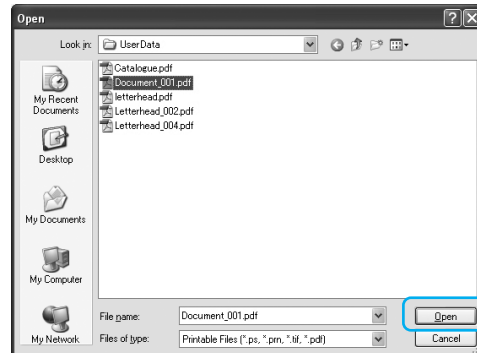 Open
Look in:
UserData
Catalogue.pdf
Document_001.pdf
letterhead.pdf
Letterhead_002.pdf
Letterhead_004.pdf
My Recent
Documents
Desktop
My Documents
My Computer
My Network
File name:
Document_001.pdf
Open
Files of type:
Printable Files (*.ps, *.prn, *.tif, *.pdf)
Cancel